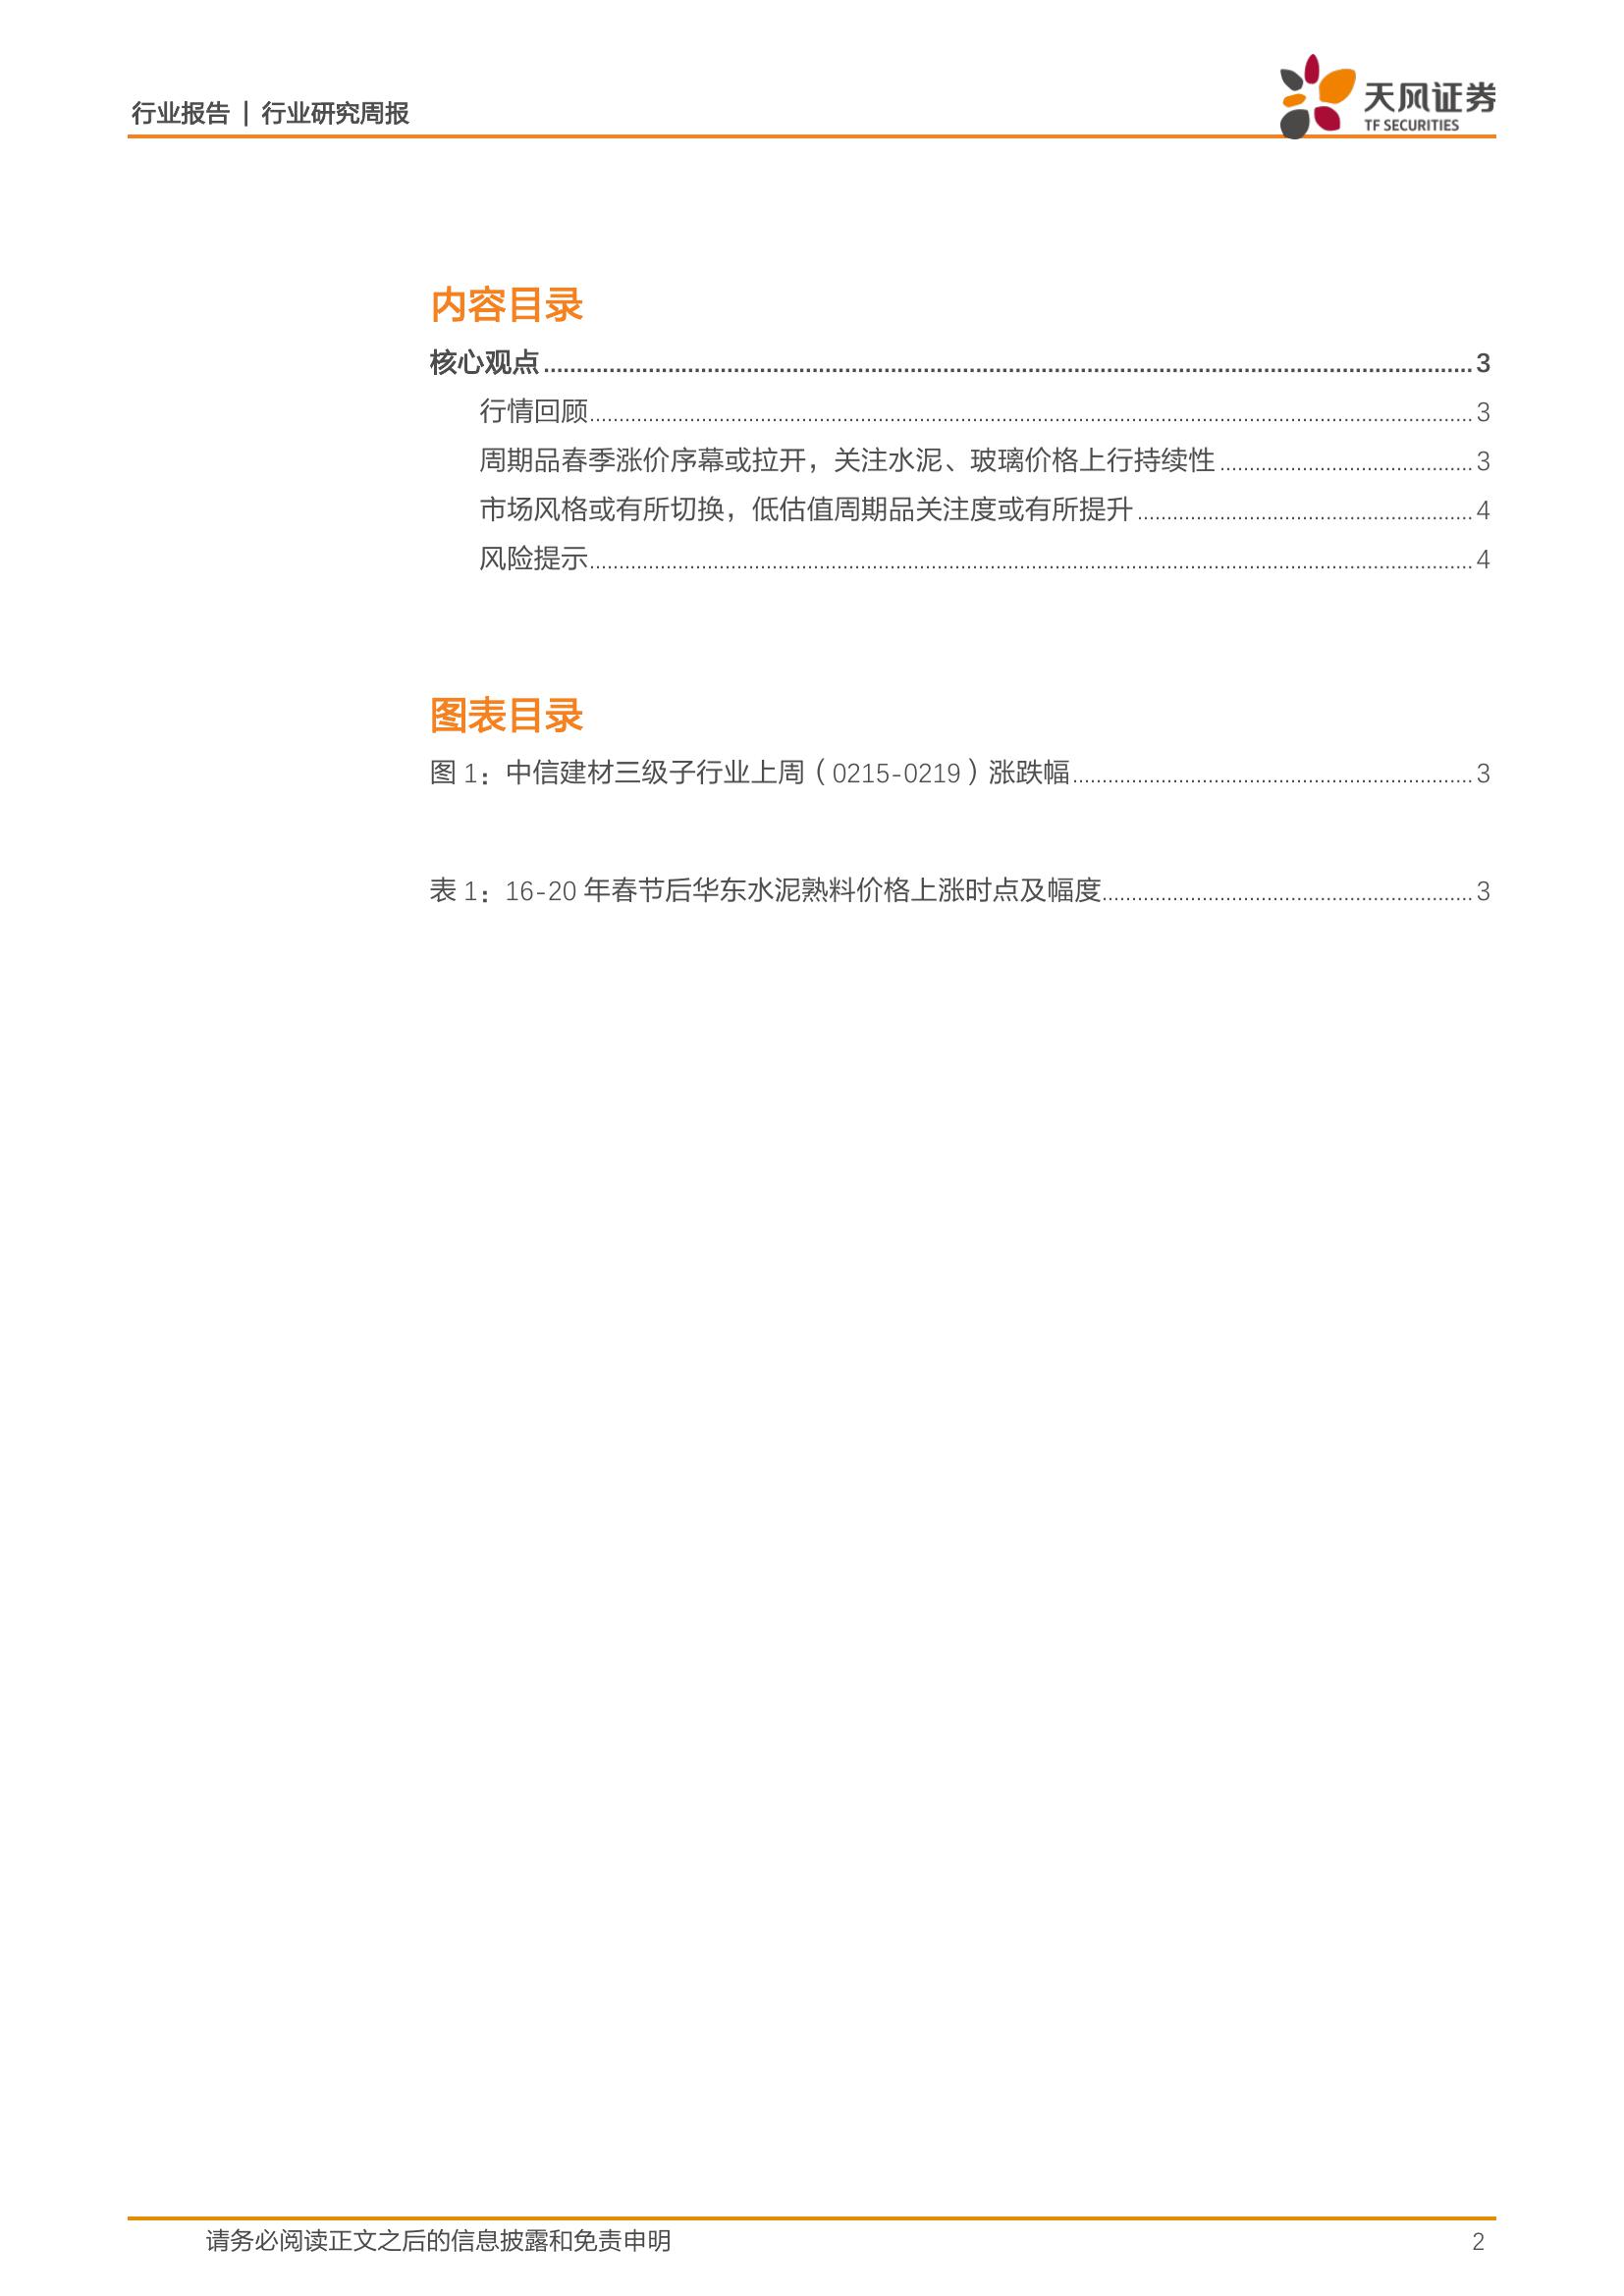 行业报告 | 行业研究周报
天风证券
TF SECURITIES
内容目录
核心观点 3
行情回顾 3
周期品春季涨价序幕或拉开，关注水泥、玻璃价格上行持续性 3
市场风格或有所切换，低估值周期品关注度或有所提升 4
风险提示 4
图表目录
图 1：中信建材三级子行业上周（0215-0219）涨跌幅 3
表 1：16-20 年春节后华东水泥熟料价格上涨时点及幅度 3
请务必阅读正文之后的信息披露和免责申明 2